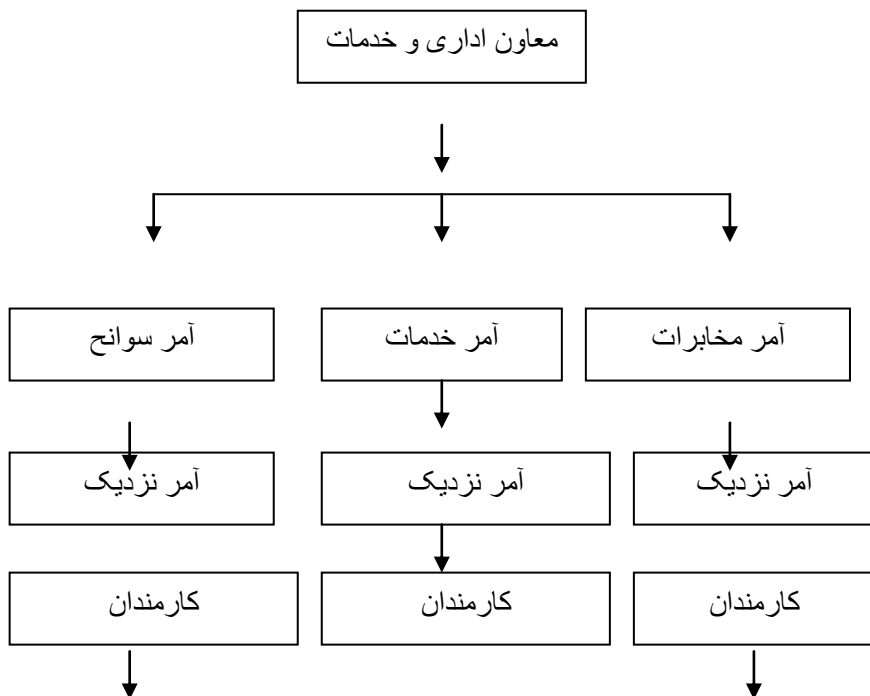 معاون اداری و خدمات
آمر مخابرات
آمر خدمات
آمر سوانح
آمر نزدیک
آمر نزدیک
آمر نزدیک
کارمندان
کارمندان
کارمندان